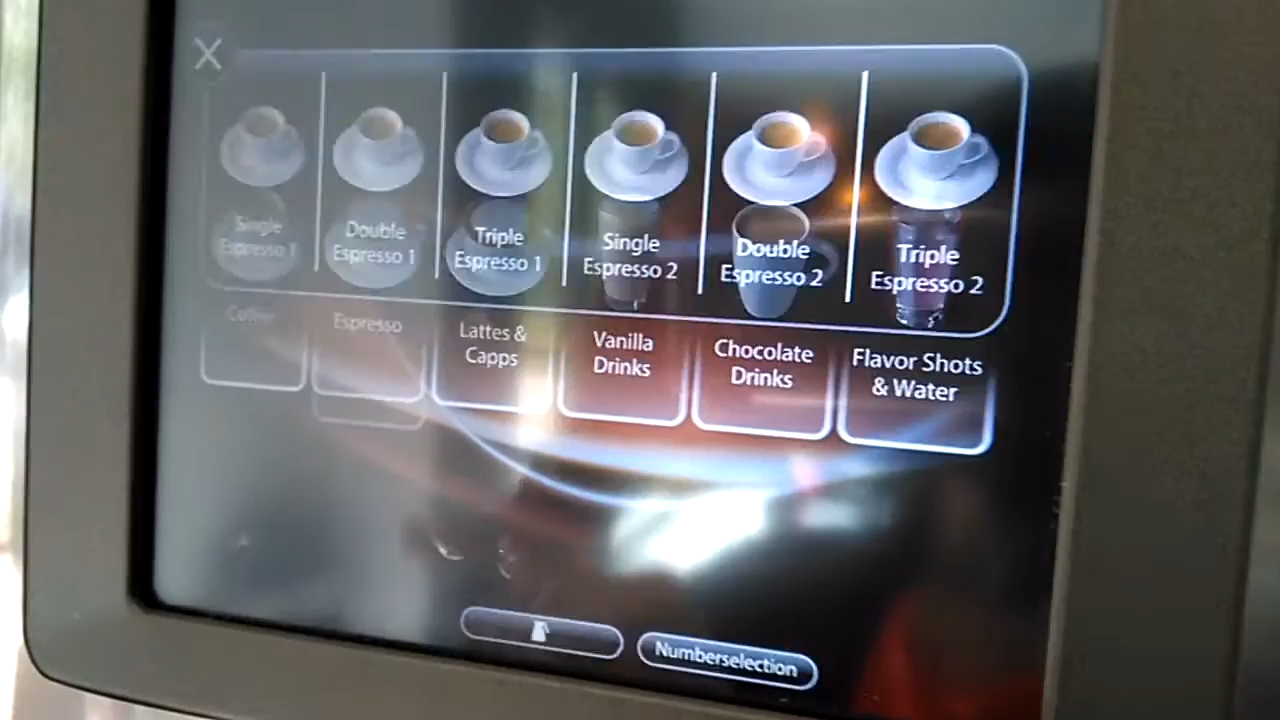 Single
Espresso 1
Double
Espresso 1
Triple
Espresso 1
Single
Espresso 2
Double
Espresso 2
Triple
Espresso 2
Coffee
Espresso
Lattes &
Capps
Vanilla
Drinks
Chocolate
Drinks
Flavor Shots
& Water
Numberselection